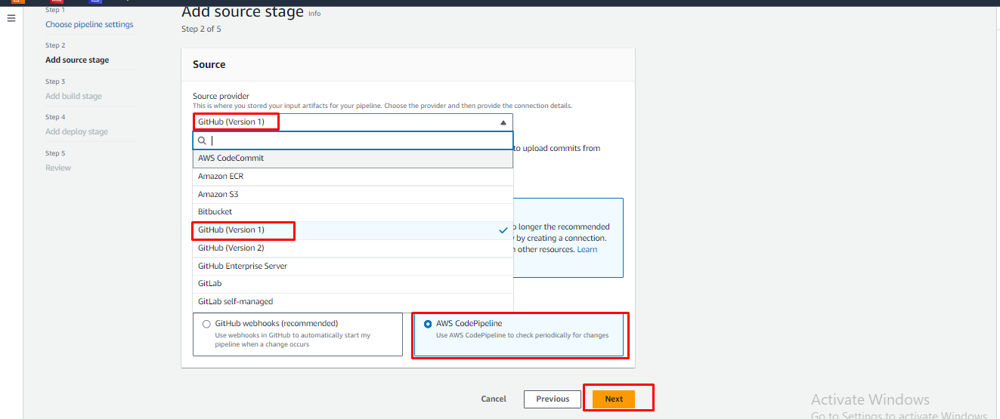 Step 1
Choose pipeline settings
Step 2
Add source stage
Step 3
Add build stage
Step 4
Add deploy stage
Step 5
Review
Add source stage Info
Step 2 of 5
Source
Source provider
This is where you stored your input artifacts for your pipeline. Choose the provider and then provide the connection details.
GitHub (Version 1)
AWS CodeCommit
Amazon ECR
Amazon S3
Bitbucket
GitHub (Version 1)
GitHub (Version 2)
GitHub Enterprise Server
GitLab
GitLab self-managed
to upload commits from
longer the recommended
by creating a connection.
other resources. Learn
GitHub webhooks (recommended)
Use webhooks in GitHub to automatically start my
pipeline when a change occurs
AWS CodePipeline
Use AWS CodePipeline to check periodically for changes
Cancel
Previous
Next
Activate Windows
Go to Settings to activate Windows.